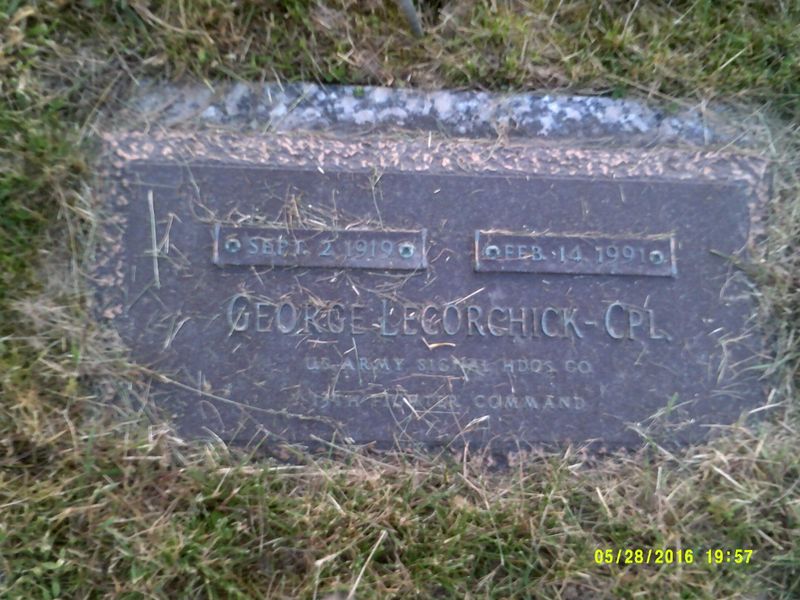 SEPT. 2 1919
FEB. 14 1991
GEORGE LECORCHICK - CPL.
US ARMY SIGNAL HDQS. CO.
COMMAND
05/28/2016 19:57